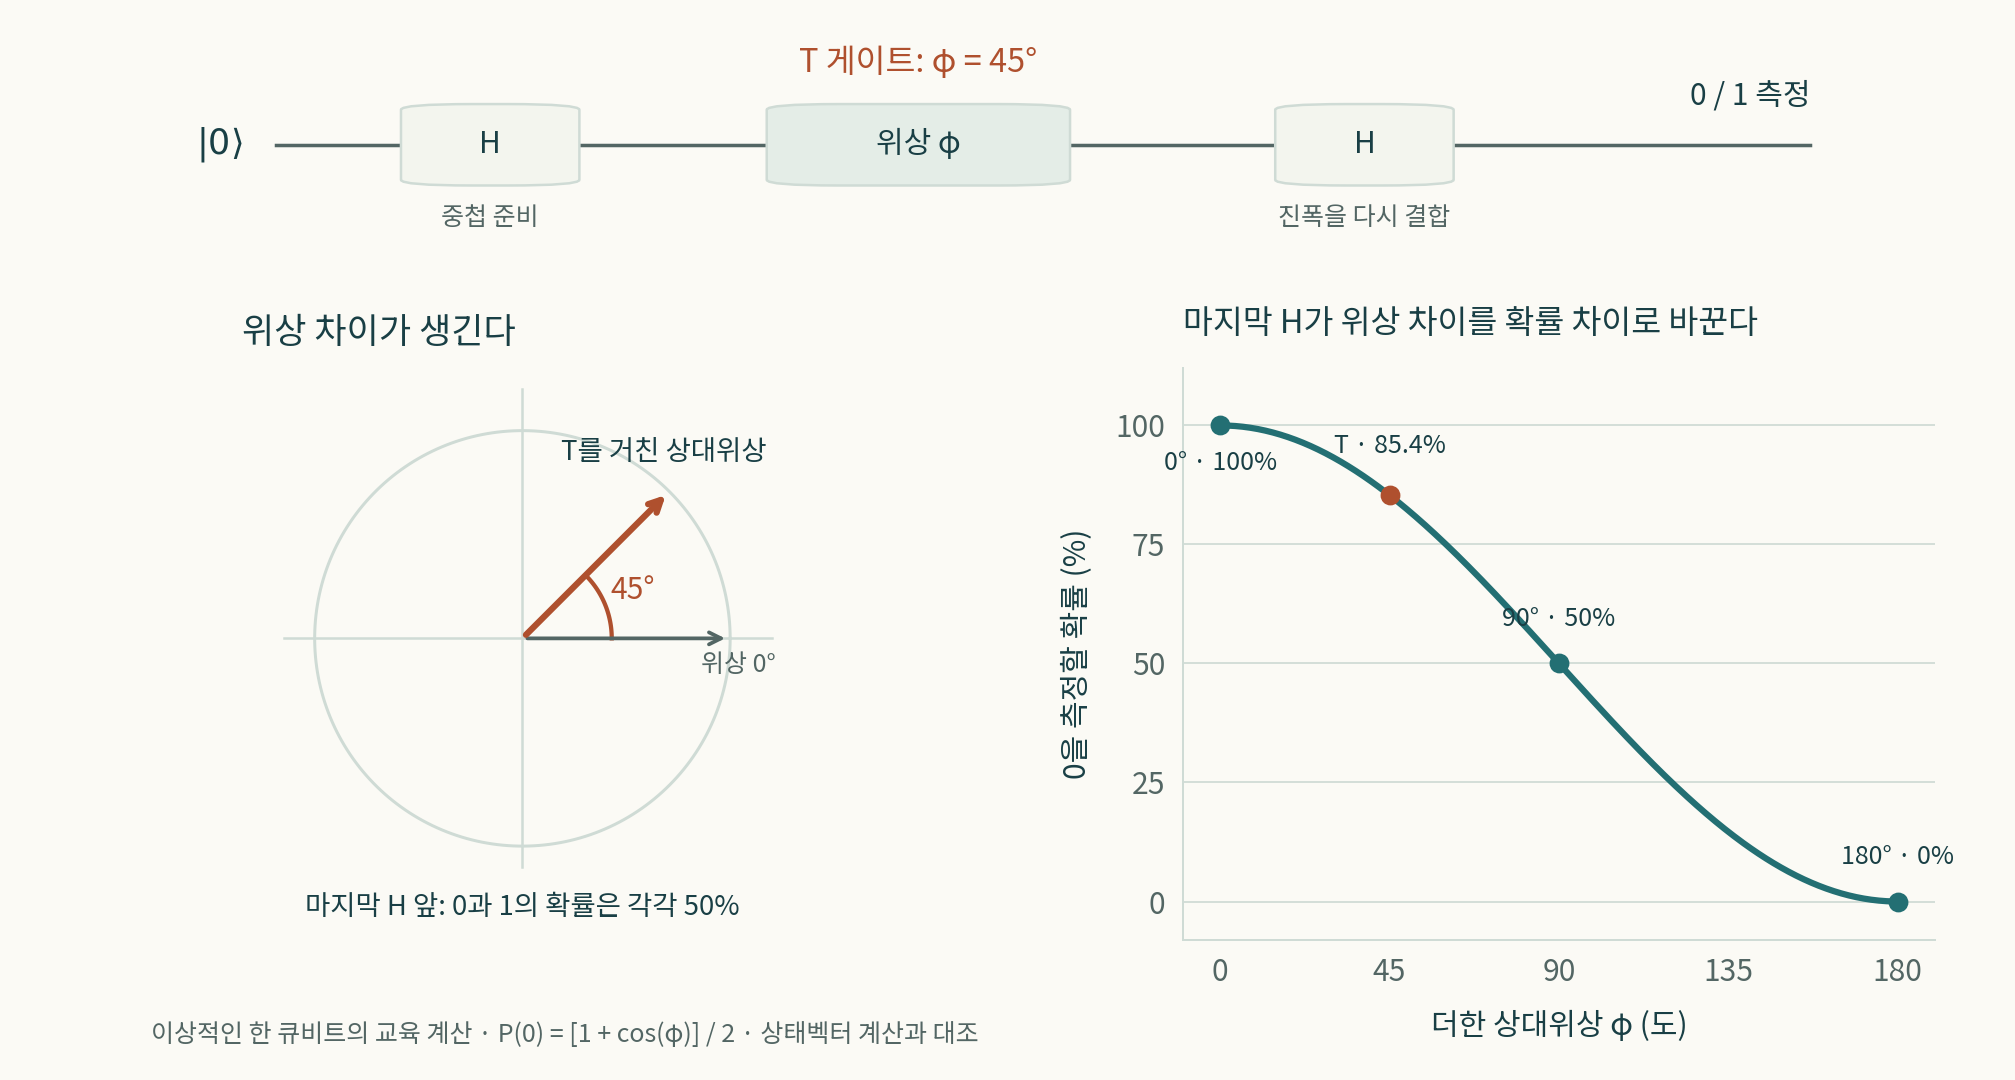 T 게이트: ϕ = 45°
0 / 1 측정
|0⟩
H
위상 ϕ
H
중첩 준비
진폭을 다시 결합
위상 차이가 생긴다
T를 거친 상대위상
45°
위상 0°
마지막 H 앞: 0과 1의 확률은 각각 50%
마지막 H가 위상 차이를 확률 차이로 바꾼다
0을 측정할 확률 (%)
100
75
50
25
0
0° · 100%
T · 85.4%
90° · 50%
180° · 0%
0
45
90
135
180
더한 상대위상 ϕ (도)
이상적인 한 큐비트의 교육 계산 · P(0) = [1 + cos(ϕ)] / 2 · 상태벡터 계산과 대조